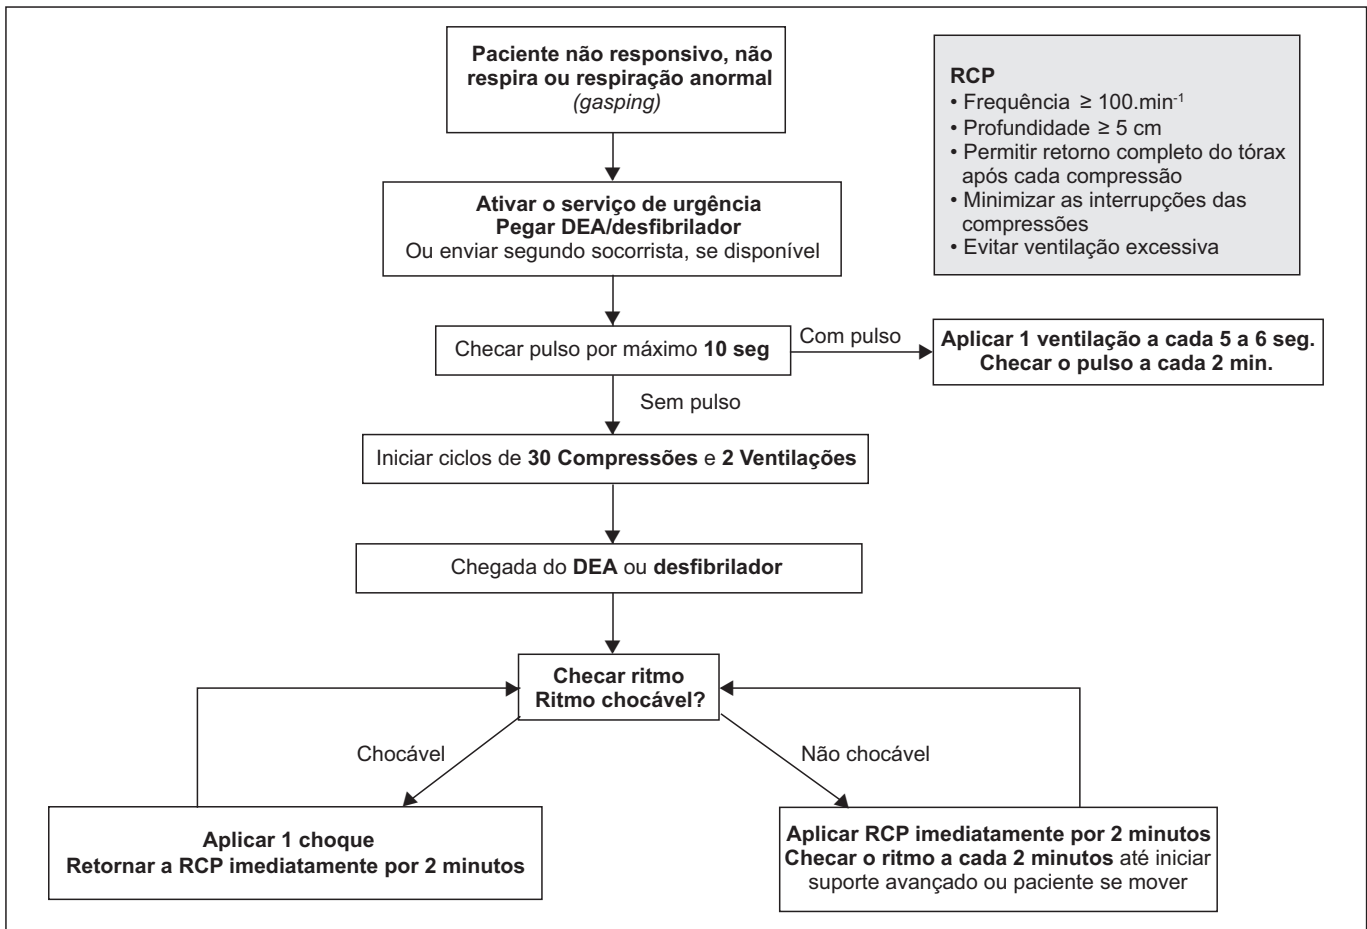 Paciente não responsivo, não
respira ou respiração anormal
(gasping)
RCP
• Frequência ≥ 100.min⁻¹
• Profundidade ≥ 5 cm
• Permitir retorno completo do tórax
após cada compressão
• Minimizar as interrupções das
compressões
• Evitar ventilação excessiva
Ativar o serviço de urgência
Pegar DEA/desfibrilador
Ou enviar segundo socorrista, se disponível
Checar pulso por máximo 10 seg
Com pulso
Aplicar 1 ventilação a cada 5 a 6 seg.
Checar o pulso a cada 2 min.
Sem pulso
Iniciar ciclos de 30 Compressões e 2 Ventilações
Chegada do DEA ou desfibrilador
Checar ritmo
Ritmo chocável?
Chocável
Não chocável
Aplicar 1 choque
Retornar a RCP imediatamente por 2 minutos
Aplicar RCP imediatamente por 2 minutos
Checar o ritmo a cada 2 minutos até iniciar
suporte avançado ou paciente se mover